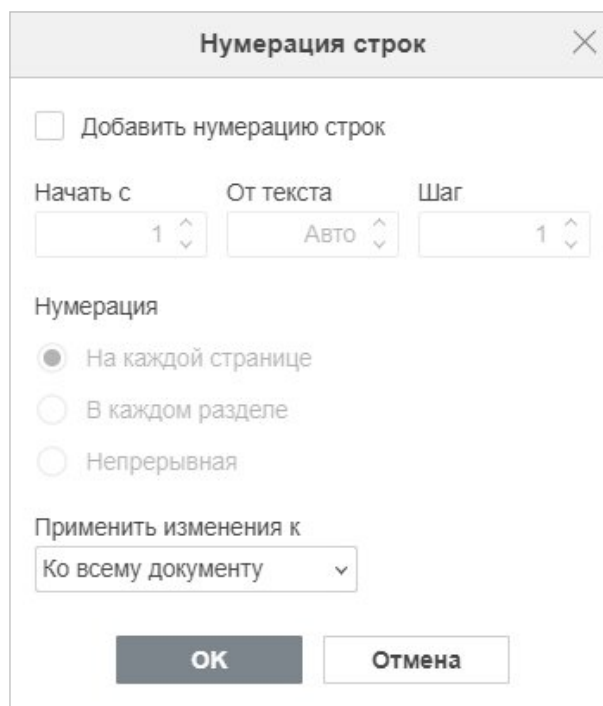 Нумерация строк
Добавить нумерацию строк
Начать с От текста Шаг
1 Авто 1
Нумерация
На каждой странице
В каждом разделе
Непрерывная
Применить изменения к
Ко всему документу
OK Отмена